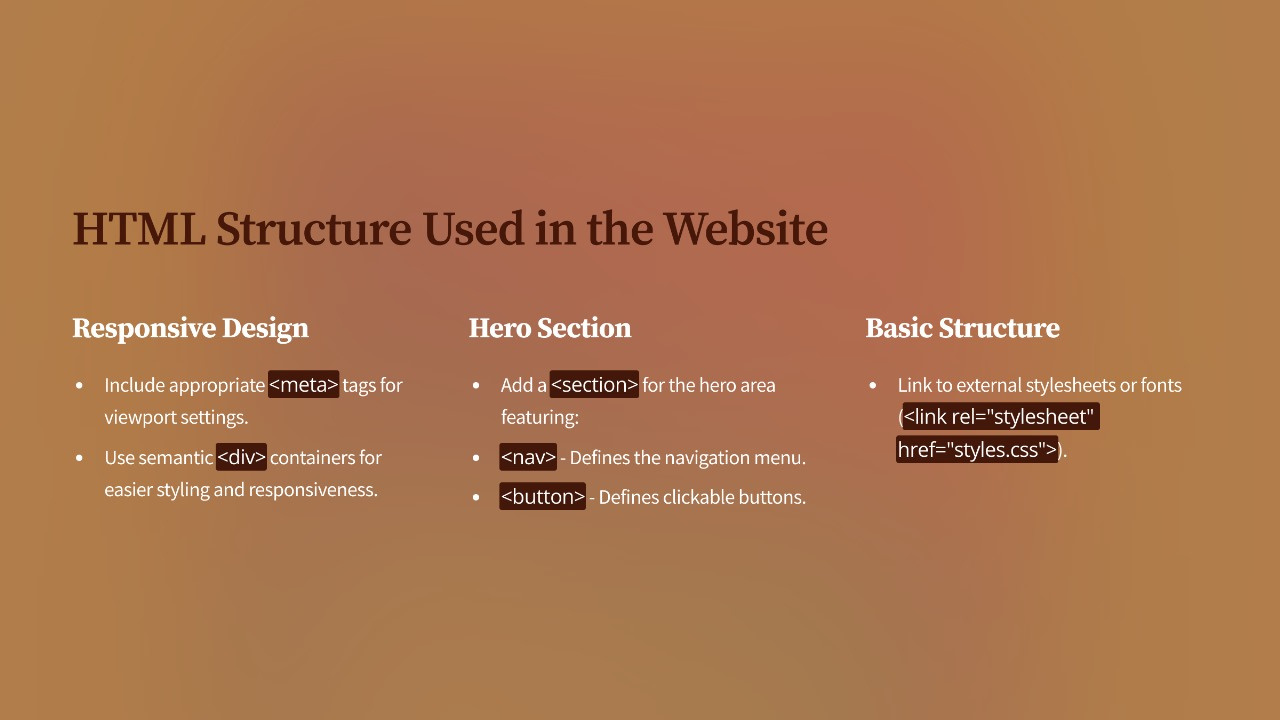 HTML Structure Used in the Website
Responsive Design
• Include appropriate <meta> tags for
viewport settings.
• Use semantic <div> containers for
easier styling and responsiveness.
Hero Section
• Add a <section> for the hero area
featuring:
• <nav> - Defines the navigation menu.
• <button> - Defines clickable buttons.
Basic Structure
• Link to external stylesheets or fonts
(<link rel="stylesheet"
href="styles.css">).